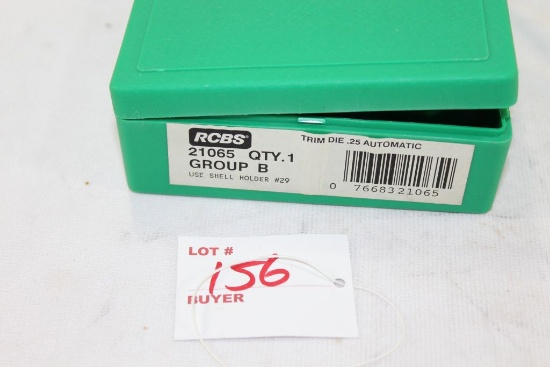 RCBS® TRIM DIE .25 AUTOMATIC
21065 QTY.1
GROUP B
USE SHELL HOLDER #29
0 7668321065
LOT #
156
BUYER